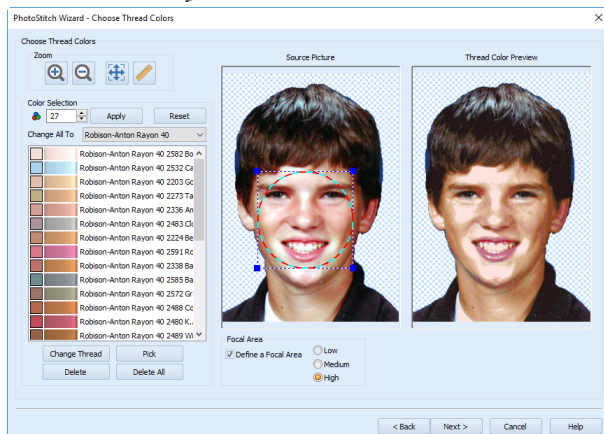 PhotoStitch Wizard - Choose Thread Colors
Choose Thread Colors
Zoom
Color Selection
27
Apply
Reset
Change All To
Robison-Anton Rayon 40
Robison-Anton Rayon 40 2582 Bo
Robison-Anton Rayon 40 2532 Ca
Robison-Anton Rayon 40 2203 Go
Robison-Anton Rayon 40 2273 Ta
Robison-Anton Rayon 40 2336 An
Robison-Anton Rayon 40 2483 Clo
Robison-Anton Rayon 40 2224 Be
Robison-Anton Rayon 40 2591 Ro
Robison-Anton Rayon 40 2338 Ba
Robison-Anton Rayon 40 2585 Ba
Robison-Anton Rayon 40 2572 Gr
Robison-Anton Rayon 40 2488 Co
Robison-Anton Rayon 40 2480 K.
Robison-Anton Rayon 40 2489 Wi
Change Thread
Pick
Delete
Delete All
Source Picture
Thread Color Preview
Focal Area
Define a Focal Area
Low
Medium
High
< Back
Next >
Cancel
Help